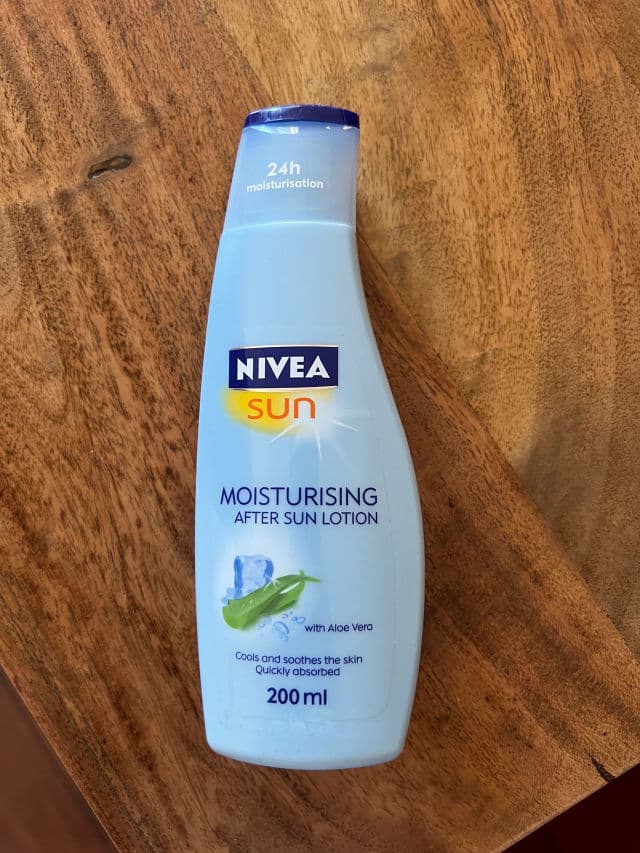 24h
moisturisation
NIVEA
sun
MOISTURISING
AFTER SUN LOTION
with Aloe Vera
Cools and soothes the skin
Quickly absorbed
200 ml